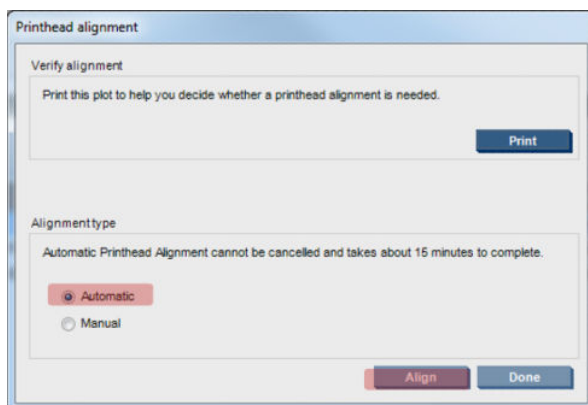 Printhead alignment
Verify alignment
Print this plot to help you decide whether a printhead alignment is needed.
Print
Alignment type
Automatic Printhead Alignment cannot be cancelled and takes about 15 minutes to complete.
Automatic
Manual
Align Done